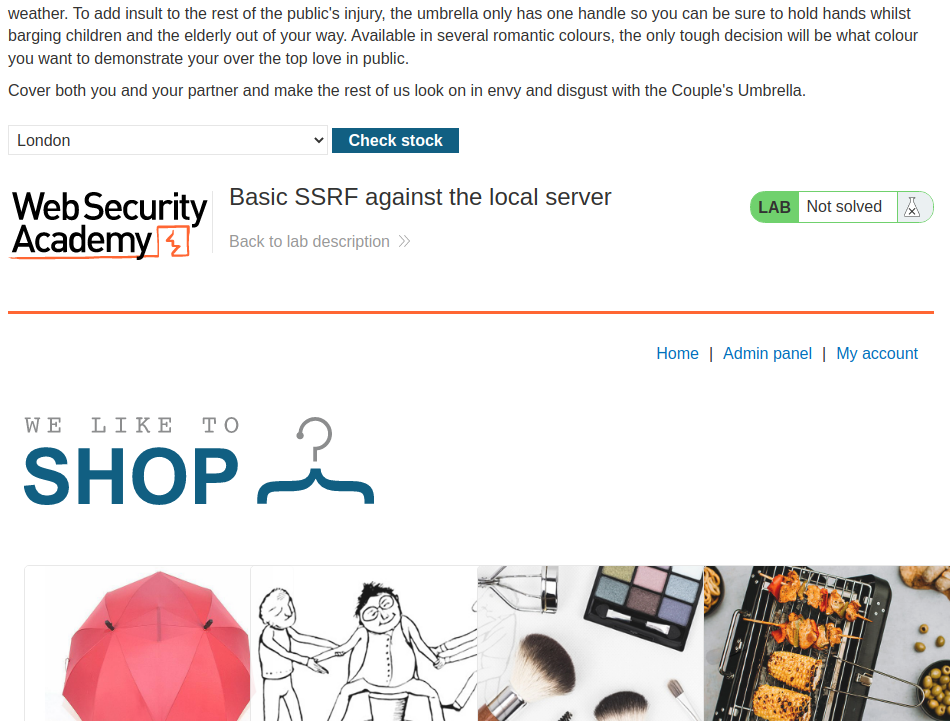 weather. To add insult to the rest of the public's injury, the umbrella only has one handle so you can be sure to hold hands whilst
barging children and the elderly out of your way. Available in several romantic colours, the only tough decision will be what colour
you want to demonstrate your over the top love in public.
Cover both you and your partner and make the rest of us look on in envy and disgust with the Couple's Umbrella.
London
Check stock
Web Security
Academy
Basic SSRF against the local server
Back to lab description
LAB
Not solved
Home | Admin panel | My account
WE LIKE TO
SHOP